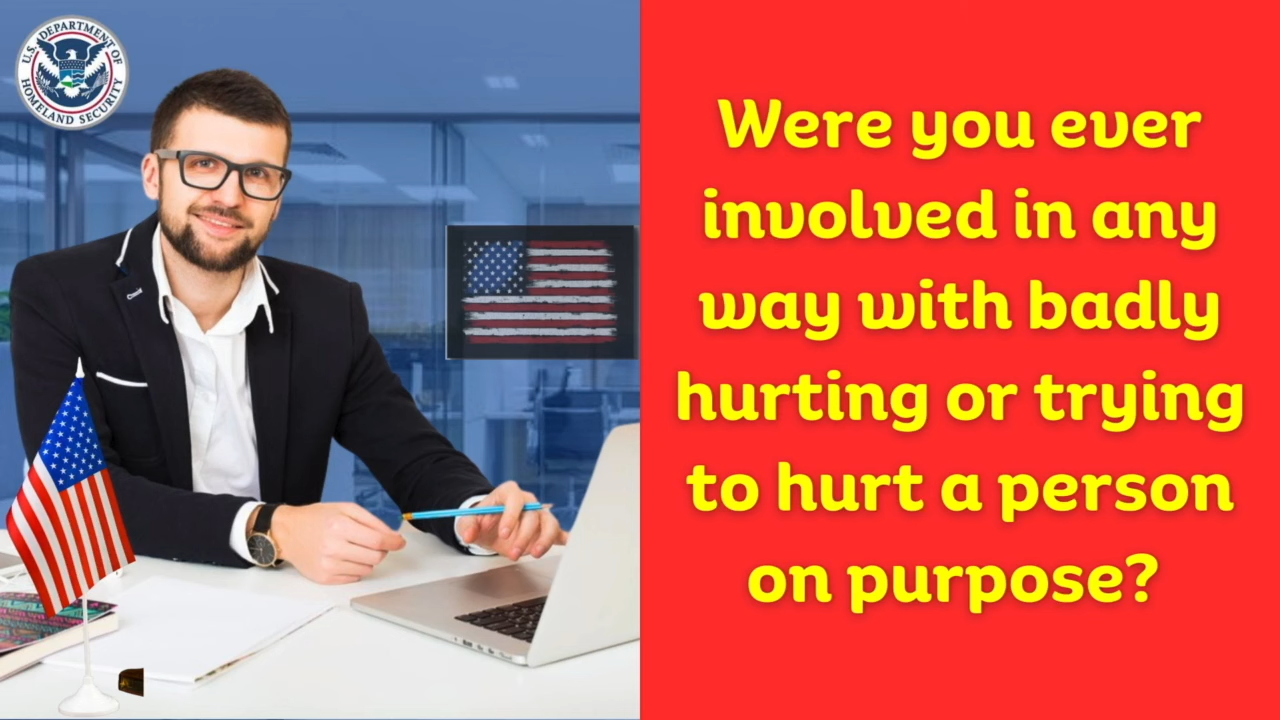 U.S. DEPARTMENT OF
HOMELAND SECURITY
Were you ever
involved in any
way with badly
hurting or trying
to hurt a person
on purpose?